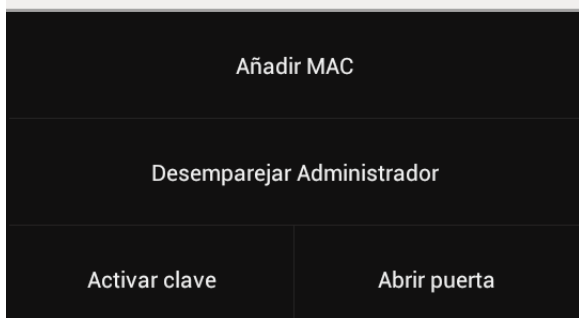 Añadir MAC
Desemparejar Administrador
Activar clave
Abrir puerta